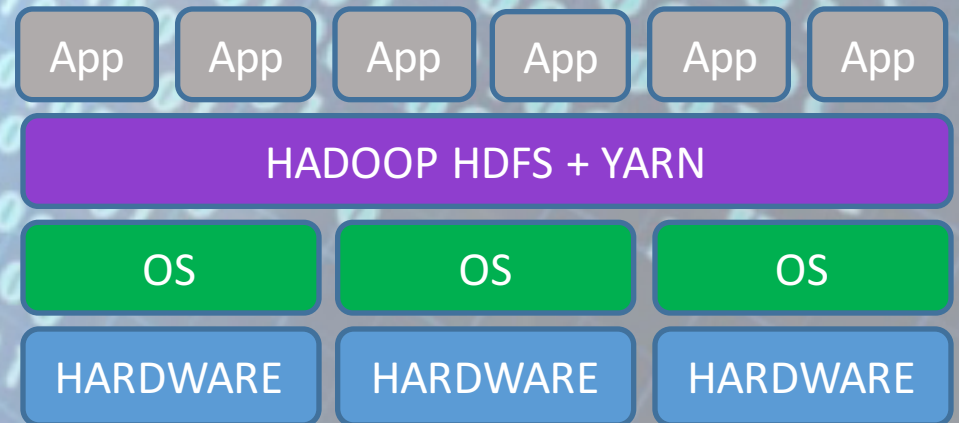 App App App App App App
HADOOP HDFS + YARN
OS OS OS
HARDWARE HARDWARE HARDWARE